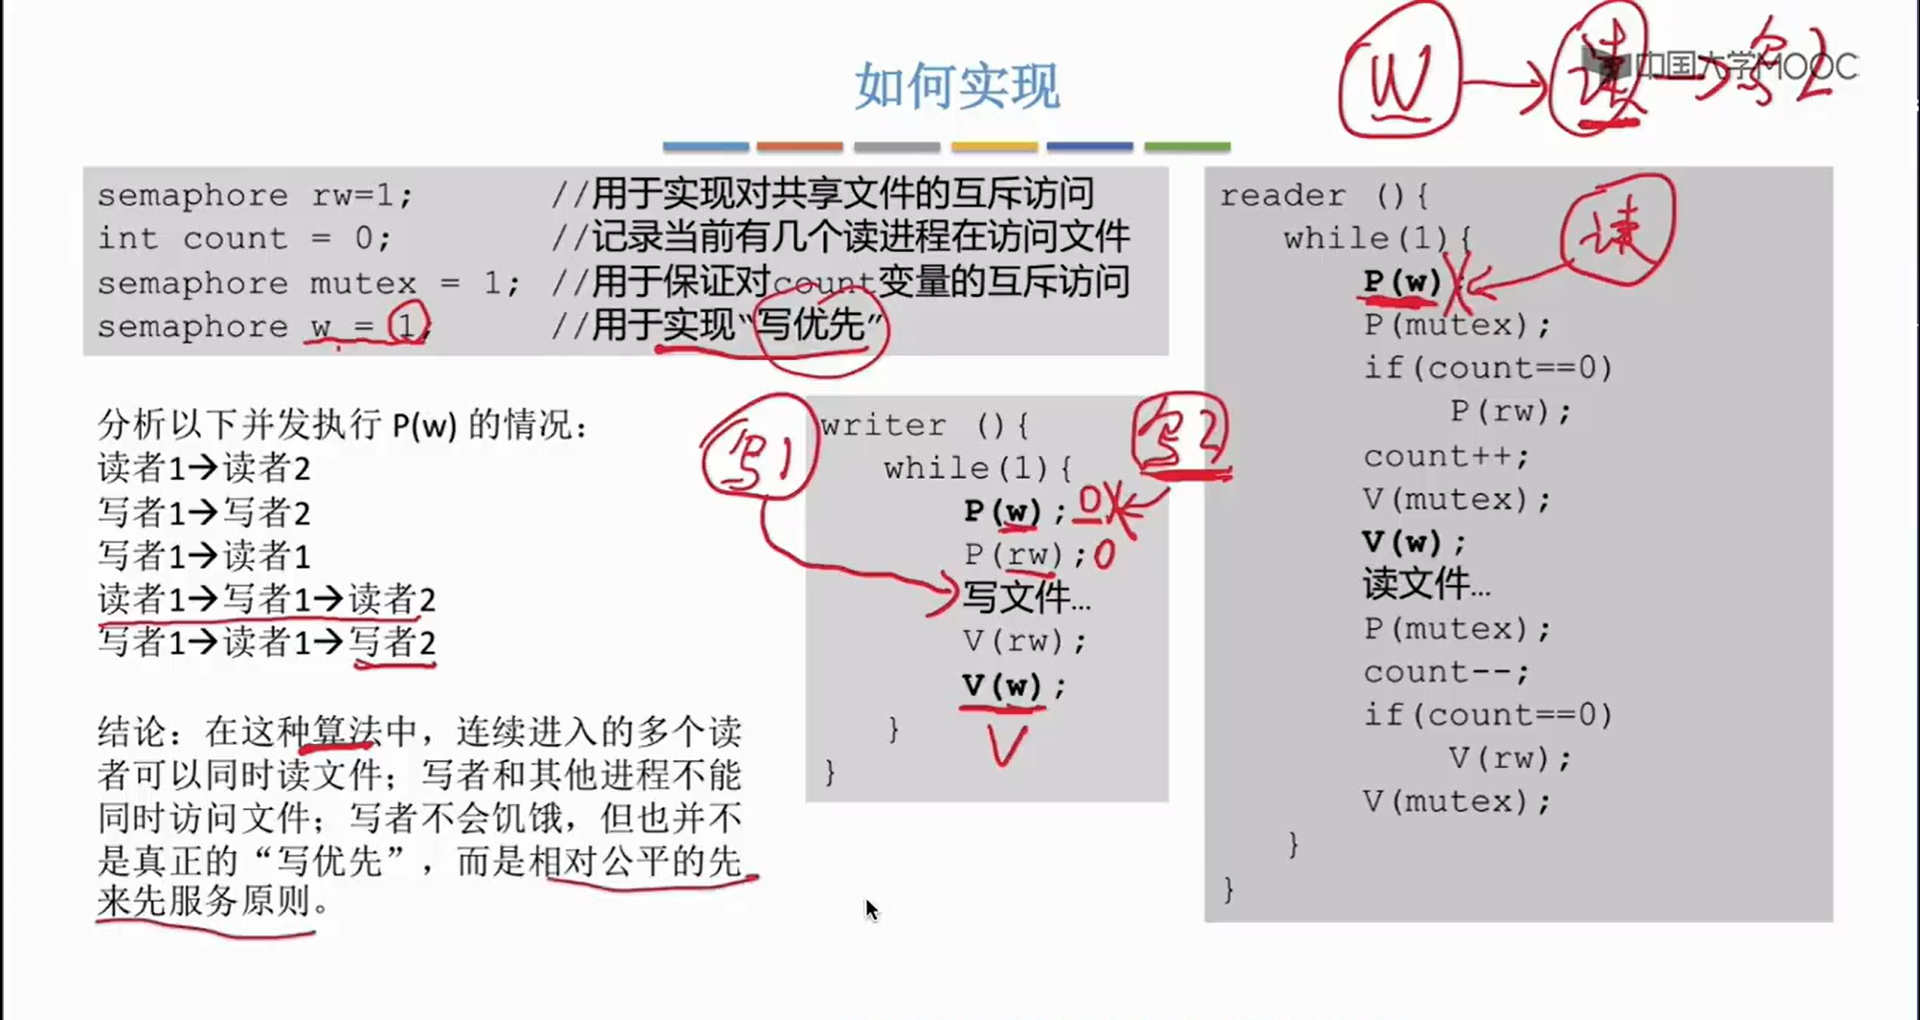 如何实现
中国大学MOOC
W → 读 → 写2
semaphore rw=1; //用于实现对共享文件的互斥访问
int count = 0; //记录当前有几个读进程在访问文件
semaphore mutex = 1; //用于保证对count变量的互斥访问
semaphore w = 1; //用于实现“写优先”
分析以下并发执行 P(w) 的情况：
读者1→读者2
写者1→写者2
写者1→读者1
读者1→写者1→读者2
写者1→读者1→写者2
结论：在这种算法中，连续进入的多个读
者可以同时读文件；写者和其他进程不能
同时访问文件；写者不会饥饿，但也并不
是真正的“写优先”，而是相对公平的先
来先服务原则。
写1
写2
writer (){
while(1){
P(w); 0
P(rw); 0
写文件…
V(rw);
V(w);
V
}
}
reader (){
while(1){
读
P(w);
P(mutex);
if(count==0)
P(rw);
count++;
V(mutex);
V(w);
读文件…
P(mutex);
count--;
if(count==0)
V(rw);
V(mutex);
}
}